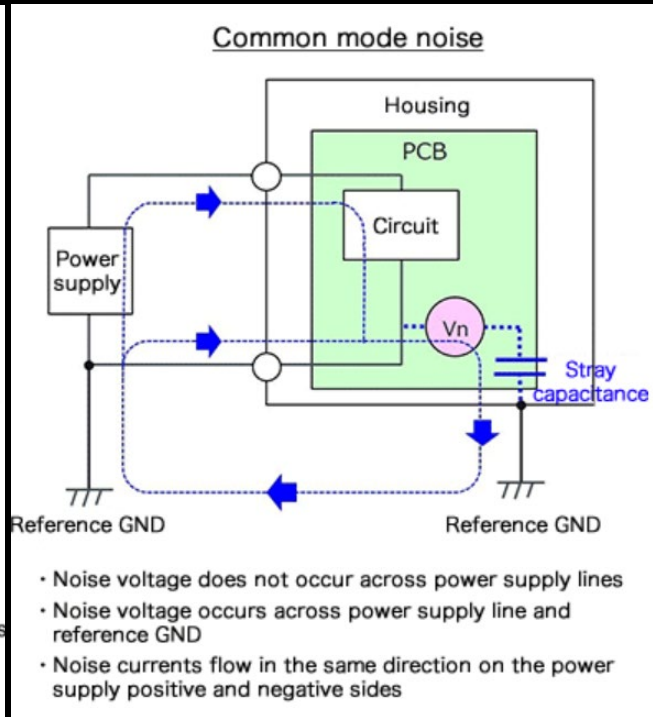 Common mode noise
Housing
PCB
Circuit
Power
supply
Vn
Stray
capacitance
Reference GND
Reference GND
・Noise voltage does not occur across power supply lines
・Noise voltage occurs across power supply line and
reference GND
・Noise currents flow in the same direction on the power
supply positive and negative sides
s